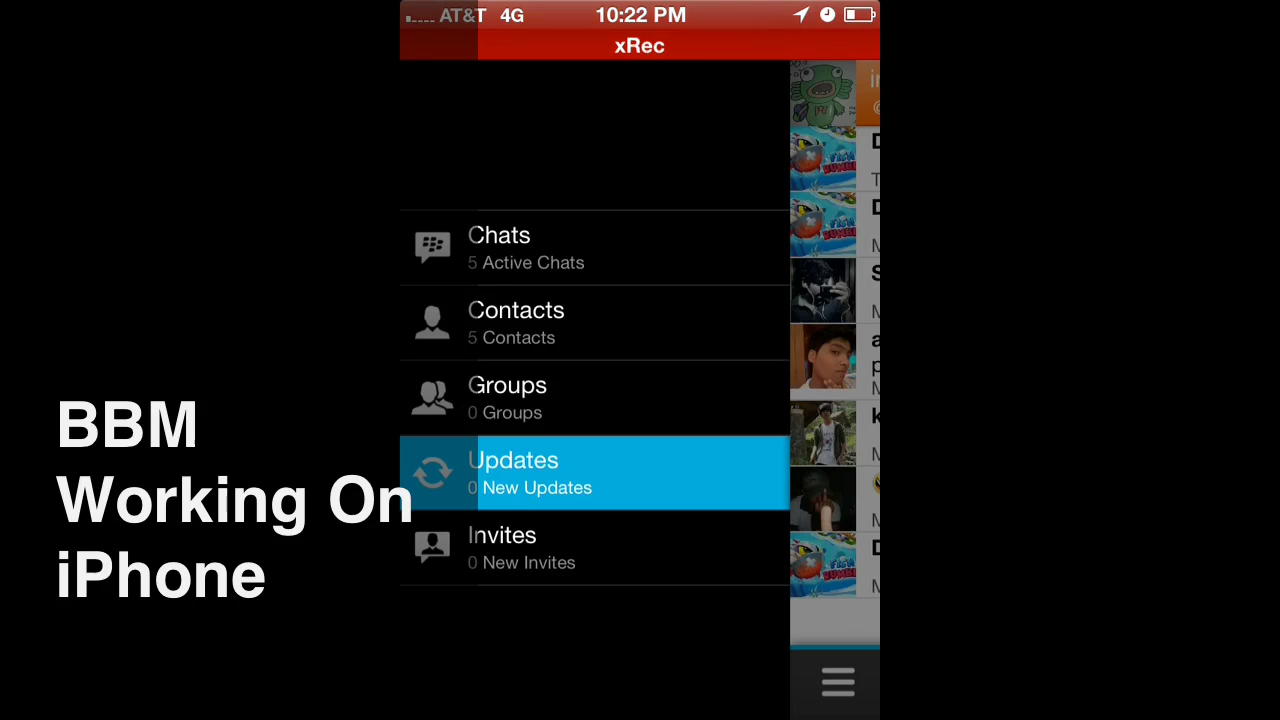 AT&T 4G 10:22 PM
xRec
Chats
5 Active Chats
Contacts
5 Contacts
Groups
0 Groups
Updates
0 New Updates
Invites
0 New Invites
BBM
Working On
iPhone